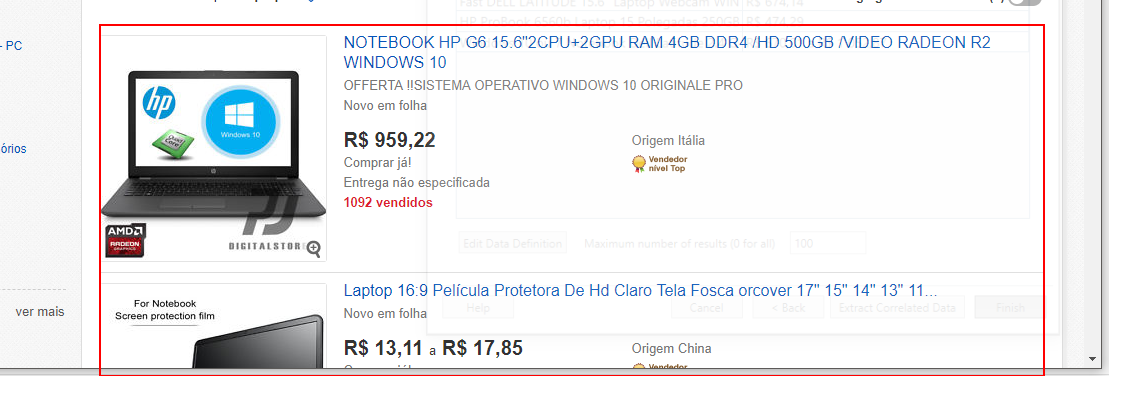 Fast DELL LATITUDE 15.6" Laptop Webcam WIN R$ 674,14
HP ProBook 6560b Laptop 15 Polegadas 250GB R$ 474,29
- PC
NOTEBOOK HP G6 15.6"2CPU+2GPU RAM 4GB DDR4 /HD 500GB /VIDEO RADEON R2
WINDOWS 10
OFFERTA !!SISTEMA OPERATIVO WINDOWS 10 ORIGINALE PRO
Novo em folha
hp
Windows 10
R$ 959,22
Origem Itália
Comprar já!
Vendedor
nível Top
Entrega não especificada
1092 vendidos
órios
AMD
RADEON
GRAPHICS
PJ
DIGITALSTORE
Edit Data Definition
Maximum number of results (0 for all)
100
Laptop 16:9 Película Protetora De Hd Claro Tela Fosca orcover 17" 15" 14" 13" 11...
For Notebook
Screen protection film
Novo em folha
Help
Cancel
< Back
Extract Correlated Data
Finish
ver mais
R$ 13,11 a R$ 17,85
Origem China
Comprar já!
Vendedor